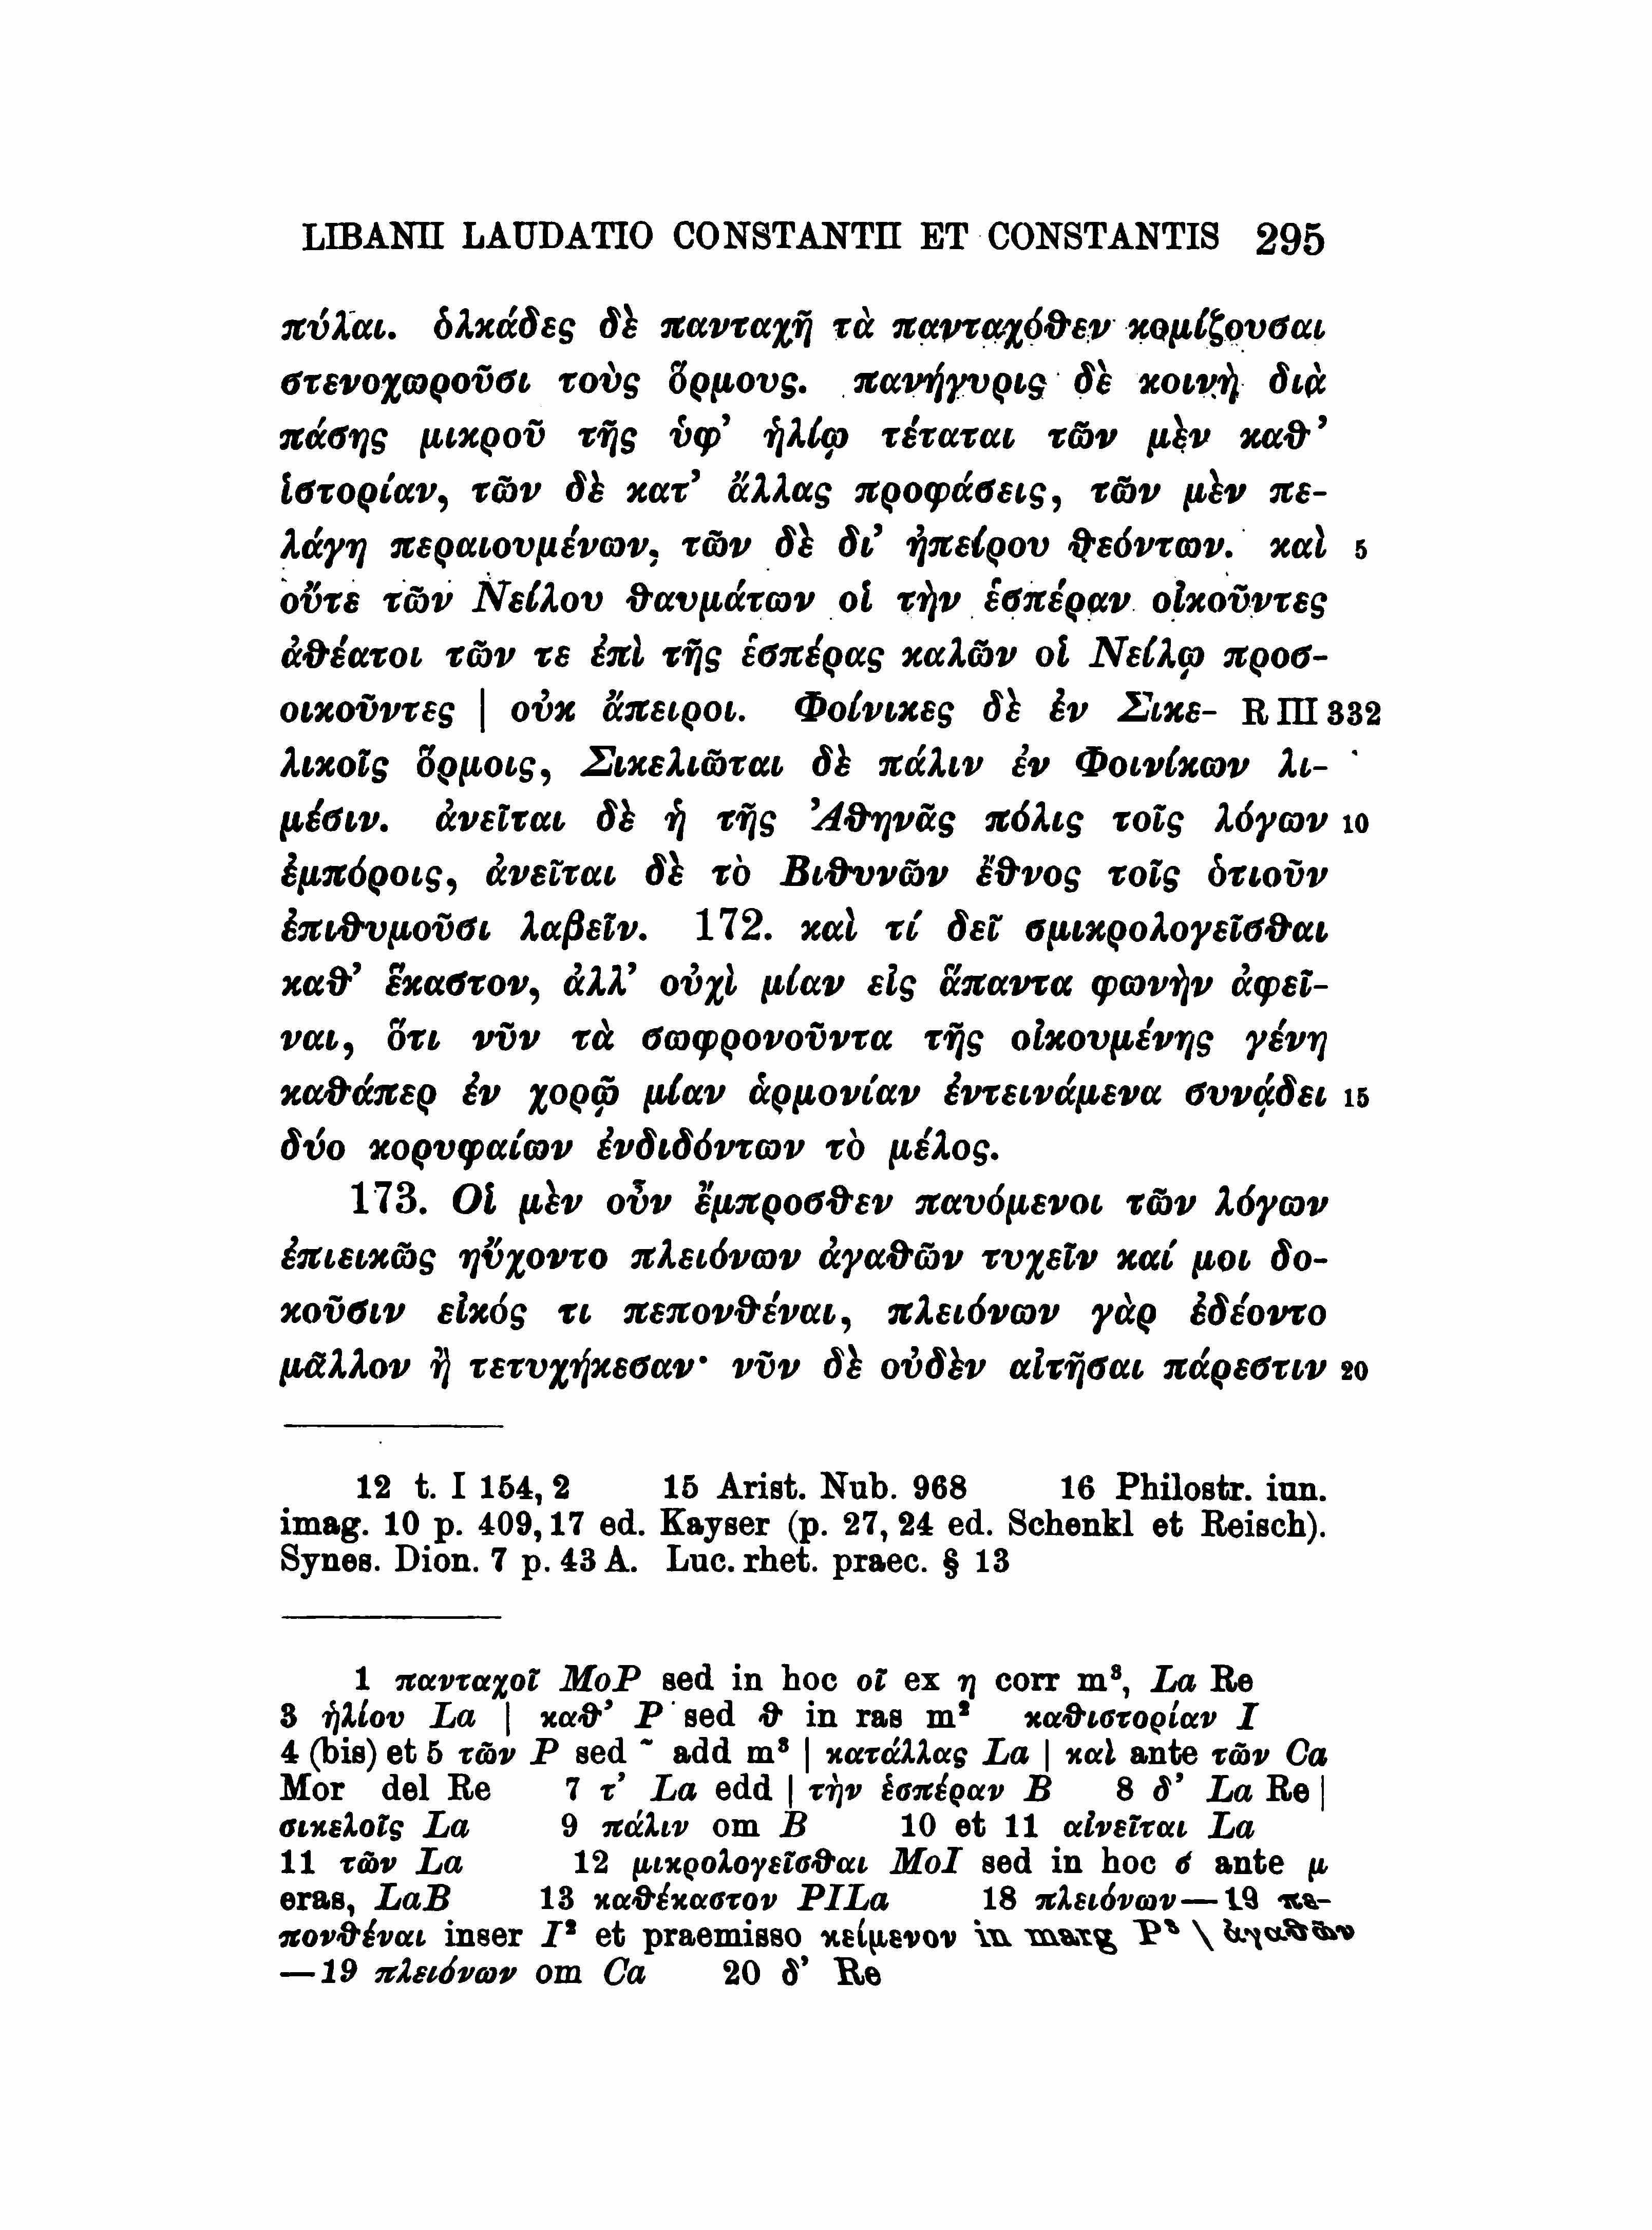 LIBANII LAUDATIO CONSTANTII ET CONSTANTIS 295
πύλαι. ὁλκάδες δὲ πανταχῆ τὰ πανταχόθεν κομίζουσαι
στενοχωροῦσι τοὺς ὅρμους. πανήγυρις δὲ κοινὴ διὰ
πάσης μικροῦ τῆς ὑφ’ ἡλίῳ τέταται τῶν μὲν καθ’
ἱστορίαν, τῶν δὲ κατ’ ἄλλας προφάσεις, τῶν μὲν πε-
λάγη περαιουμένων, τῶν δὲ δι’ ἠπείρου θεόντων. καὶ 5
οὔτε τῶν Νείλου θαυμάτων οἱ τὴν ἑσπέραν οἰκοῦντες
ἀθέατοι τῶν τε ἐπὶ τῆς ἑσπέρας καλῶν οἱ Νείλῳ προσ-
οικοῦντες | οὐκ ἄπειροι. Φοίνικες δὲ ἐν Σικε- R III 332
λικοῖς ὅρμοις, Σικελιῶται δὲ πάλιν ἐν Φοινίκων λι-
μέσιν. ἀνεῖται δὲ ἡ τῆς Ἀθηνᾶς πόλις τοῖς λόγων 10
ἐμπόροις, ἀνεῖται δὲ τὸ Βιθυνῶν ἔθνος τοῖς ὁτιοῦν
ἐπιθυμοῦσι λαβεῖν. 172. καὶ τί δεῖ σμικρολογεῖσθαι
καθ’ ἕκαστον, ἀλλ’ οὐχὶ μίαν εἰς ἅπαντα φωνὴν ἀφεῖ-
ναι, ὅτι νῦν τὰ σωφρονοῦντα τῆς οἰκουμένης γένη
καθάπερ ἐν χορῷ μίαν ἁρμονίαν ἐντεινάμενα συνᾴδει 15
δύο κορυφαίων ἐνδιδόντων τὸ μέλος.
173. Οἱ μὲν οὖν ἔμπροσθεν παυόμενοι τῶν λόγων
ἐπιεικῶς ηὔχοντο πλειόνων ἀγαθῶν τυχεῖν καί μοι δο-
κοῦσιν εἰκός τι πεπονθέναι, πλειόνων γὰρ ἐδέοντο
μᾶλλον ἢ τετυχήκεσαν· νῦν δὲ οὐδὲν αἰτῆσαι πάρεστιν 20
12 t. I 154, 2 15 Arist. Nub. 968 16 Philostr. iun.
imag. 10 p. 409, 17 ed. Kayser (p. 27, 24 ed. Schenkl et Reisch).
Synes. Dion. 7 p. 43 A. Luc. rhet. praec. § 13
1 πανταχοῖ MoP sed in hoc οῖ ex η corr m³, La Re
3 ἡλίου La | καθ’ P sed θ in ras m² καθιστορίαν I
4 (bis) et 5 τῶν P sed ῀ add m³ | κατάλλας La | καὶ ante τῶν Ca
Mor del Re 7 τ’ La edd | τὴν ἑσπέραν B 8 δ’ La Re |
σικελοῖς La 9 πάλιν om B 10 et 11 αἰνεῖται La
11 τῶν La 12 μικρολογεῖσθαι MoI sed in hoc σ ante μ
eras, LaB 13 καθέκαστον PILa 18 πλειόνων—19 πε-
πονθέναι inser I² et praemisso κείμενον in marg P³ \ ἀγαθῶν
—19 πλειόνων om Ca 20 δ’ Re